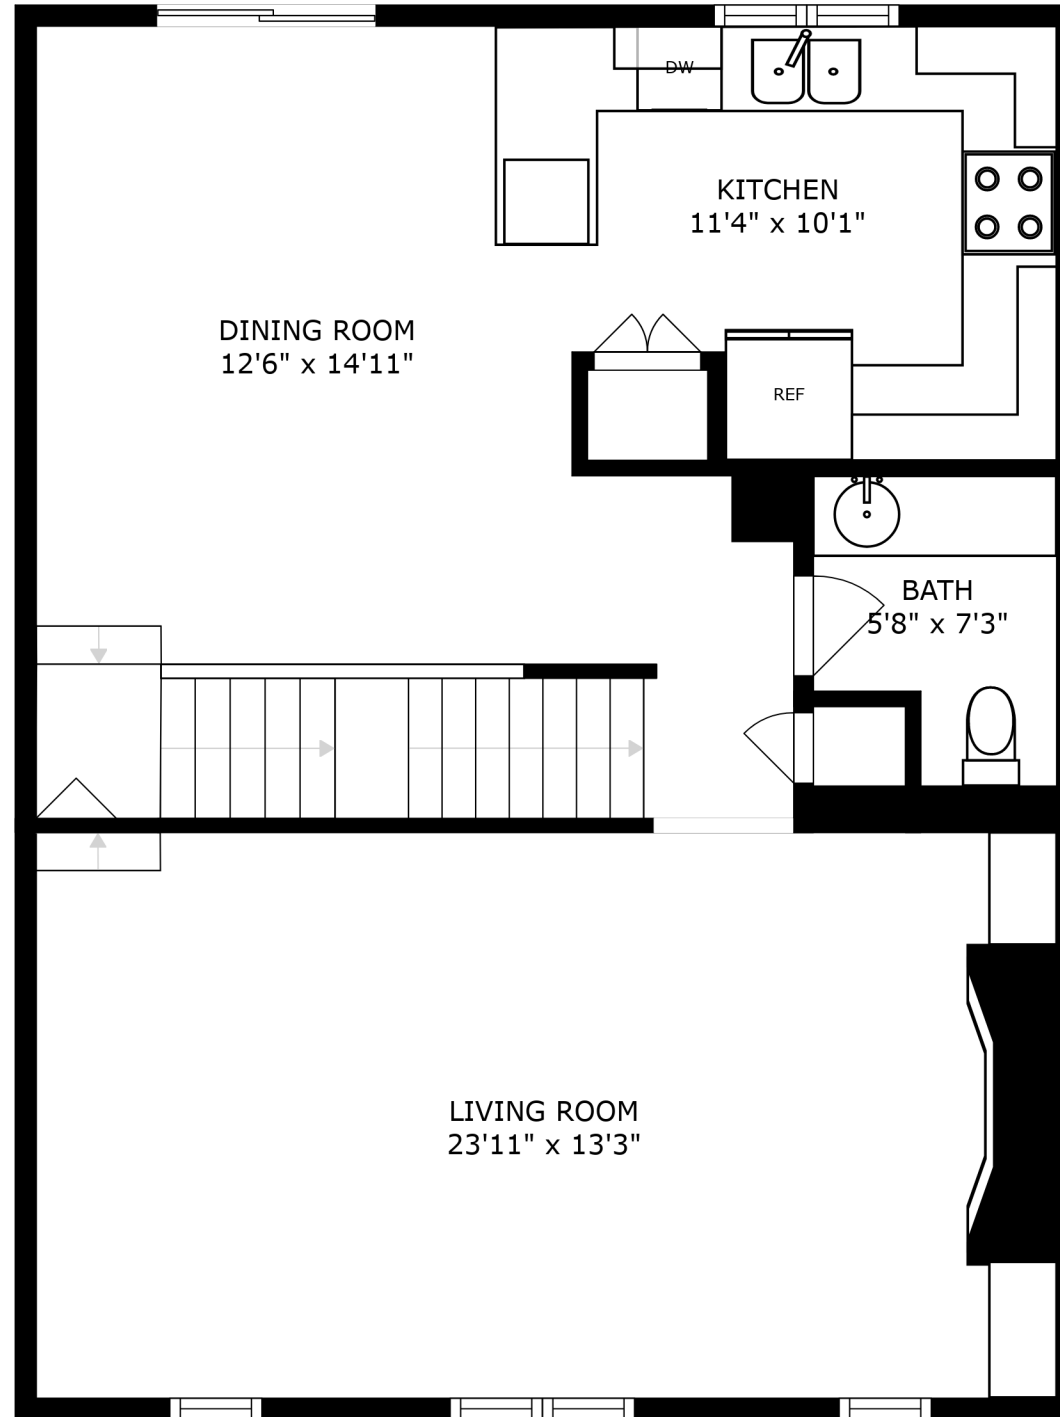 DW
KITCHEN
11'4" x 10'1"
DINING ROOM
12'6" x 14'11"
REF
BATH
5'8" x 7'3"
LIVING ROOM
23'11" x 13'3"